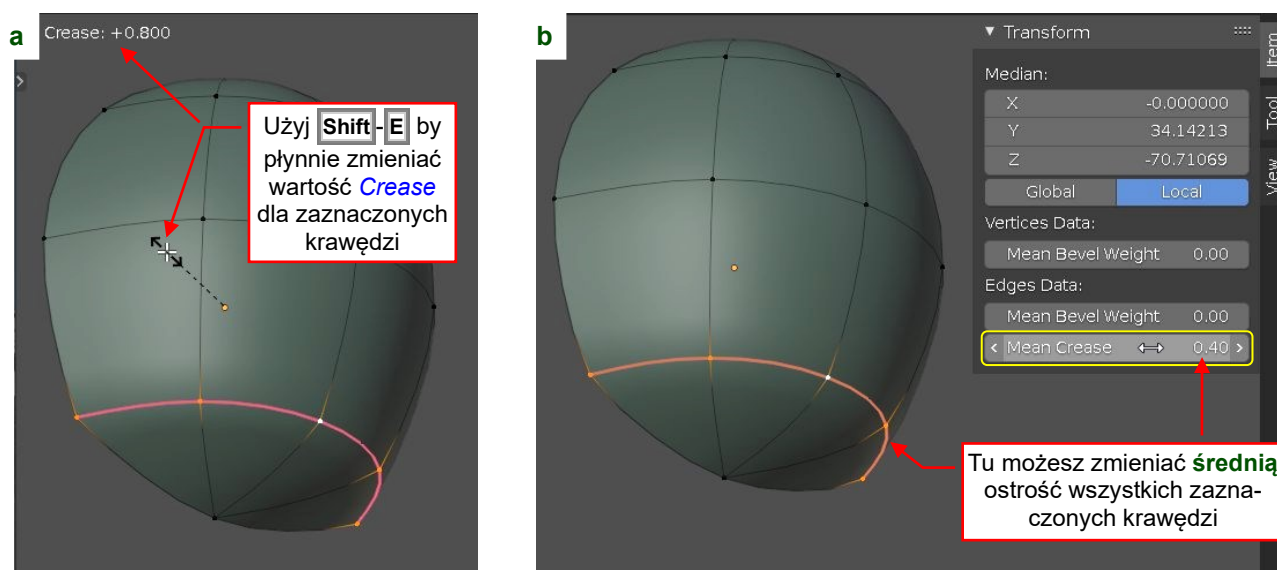 a
Crease: +0.800
Użyj Shift-E by
płynnie zmieniać
wartość Crease
dla zaznaczonych
krawędzi
b
Transform
Median:
X -0.000000
Y 34.14213
Z -70.71069
Global Local
Vertices Data:
Mean Bevel Weight 0.00
Edges Data:
Mean Bevel Weight 0.00
Mean Crease 0.40
Item
Tool
View
Tu możesz zmieniać średnią
ostrość wszystkich zazna-
czonych krawędzi